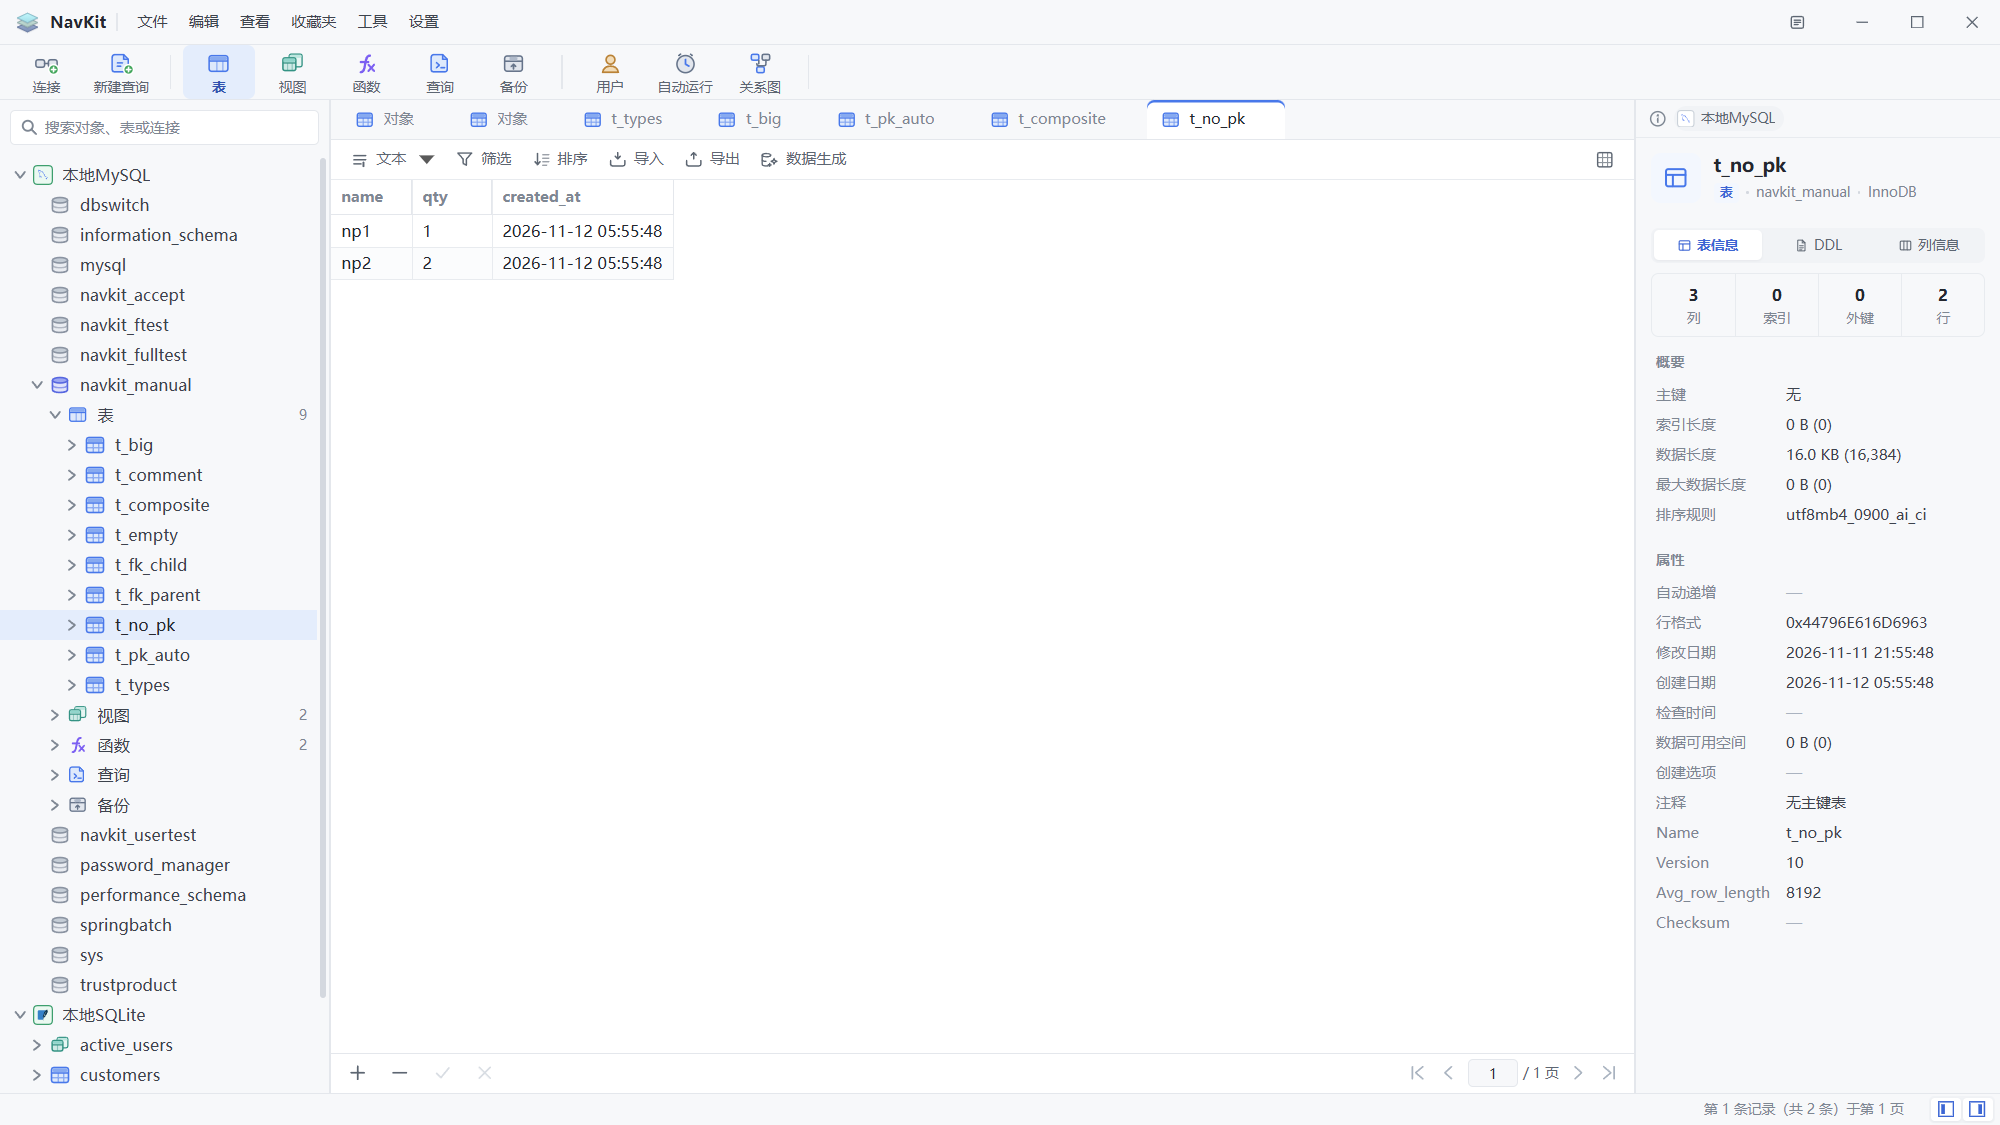 NavKit 文件 编辑 查看 收藏夹 工具 设置
连接 新建查询 表 视图 函数 查询 备份 用户 自动运行 关系图
搜索对象、表或连接
本地MySQL
dbswitch
information_schema
mysql
navkit_accept
navkit_ftest
navkit_fulltest
navkit_manual
表 9
t_big
t_comment
t_composite
t_empty
t_fk_child
t_fk_parent
t_no_pk
t_pk_auto
t_types
视图 2
函数 2
查询
备份
navkit_usertest
password_manager
performance_schema
springbatch
sys
trustproduct
本地SQLite
active_users
customers
对象 对象 t_types t_big t_pk_auto t_composite t_no_pk
文本 筛选 排序 导入 导出 数据生成
name qty created_at
np1 1 2026-11-12 05:55:48
np2 2 2026-11-12 05:55:48
1 / 1 页
本地MySQL
t_no_pk
表 · navkit_manual · InnoDB
表信息 DDL 列信息
3 0 0 2
列 索引 外键 行
概要
主键 无
索引长度 0 B (0)
数据长度 16.0 KB (16,384)
最大数据长度 0 B (0)
排序规则 utf8mb4_0900_ai_ci
属性
自动递增 —
行格式 0x44796E616D6963
修改日期 2026-11-11 21:55:48
创建日期 2026-11-12 05:55:48
检查时间 —
数据可用空间 0 B (0)
创建选项 —
注释 无主键表
Name t_no_pk
Version 10
Avg_row_length 8192
Checksum —
第 1 条记录（共 2 条）于第 1 页